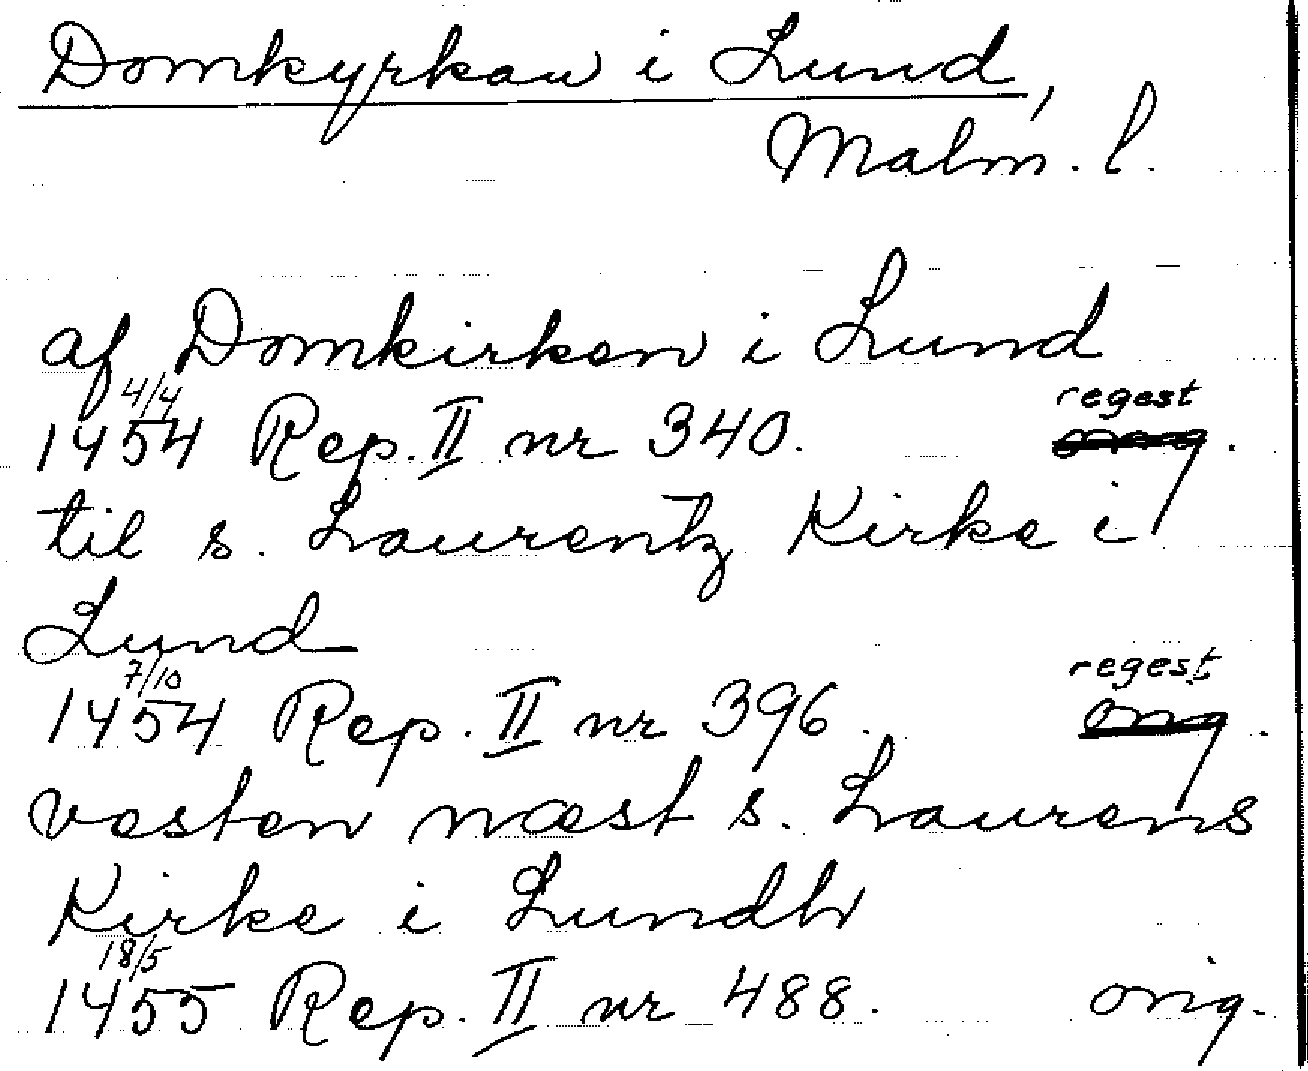 Domkyrkan i Lund,
Malm. l.
af Domkirken i Lund
4/4 regest
1454 Rep. II nr 340. orig.
til s. Laurentz Kirke i
Lund
7/10 regest
1454 Rep. II nr 396. orig.
vesten næst s. Laurens
Kirke i Lundh
18/5
1455 Rep. II nr 488. orig.